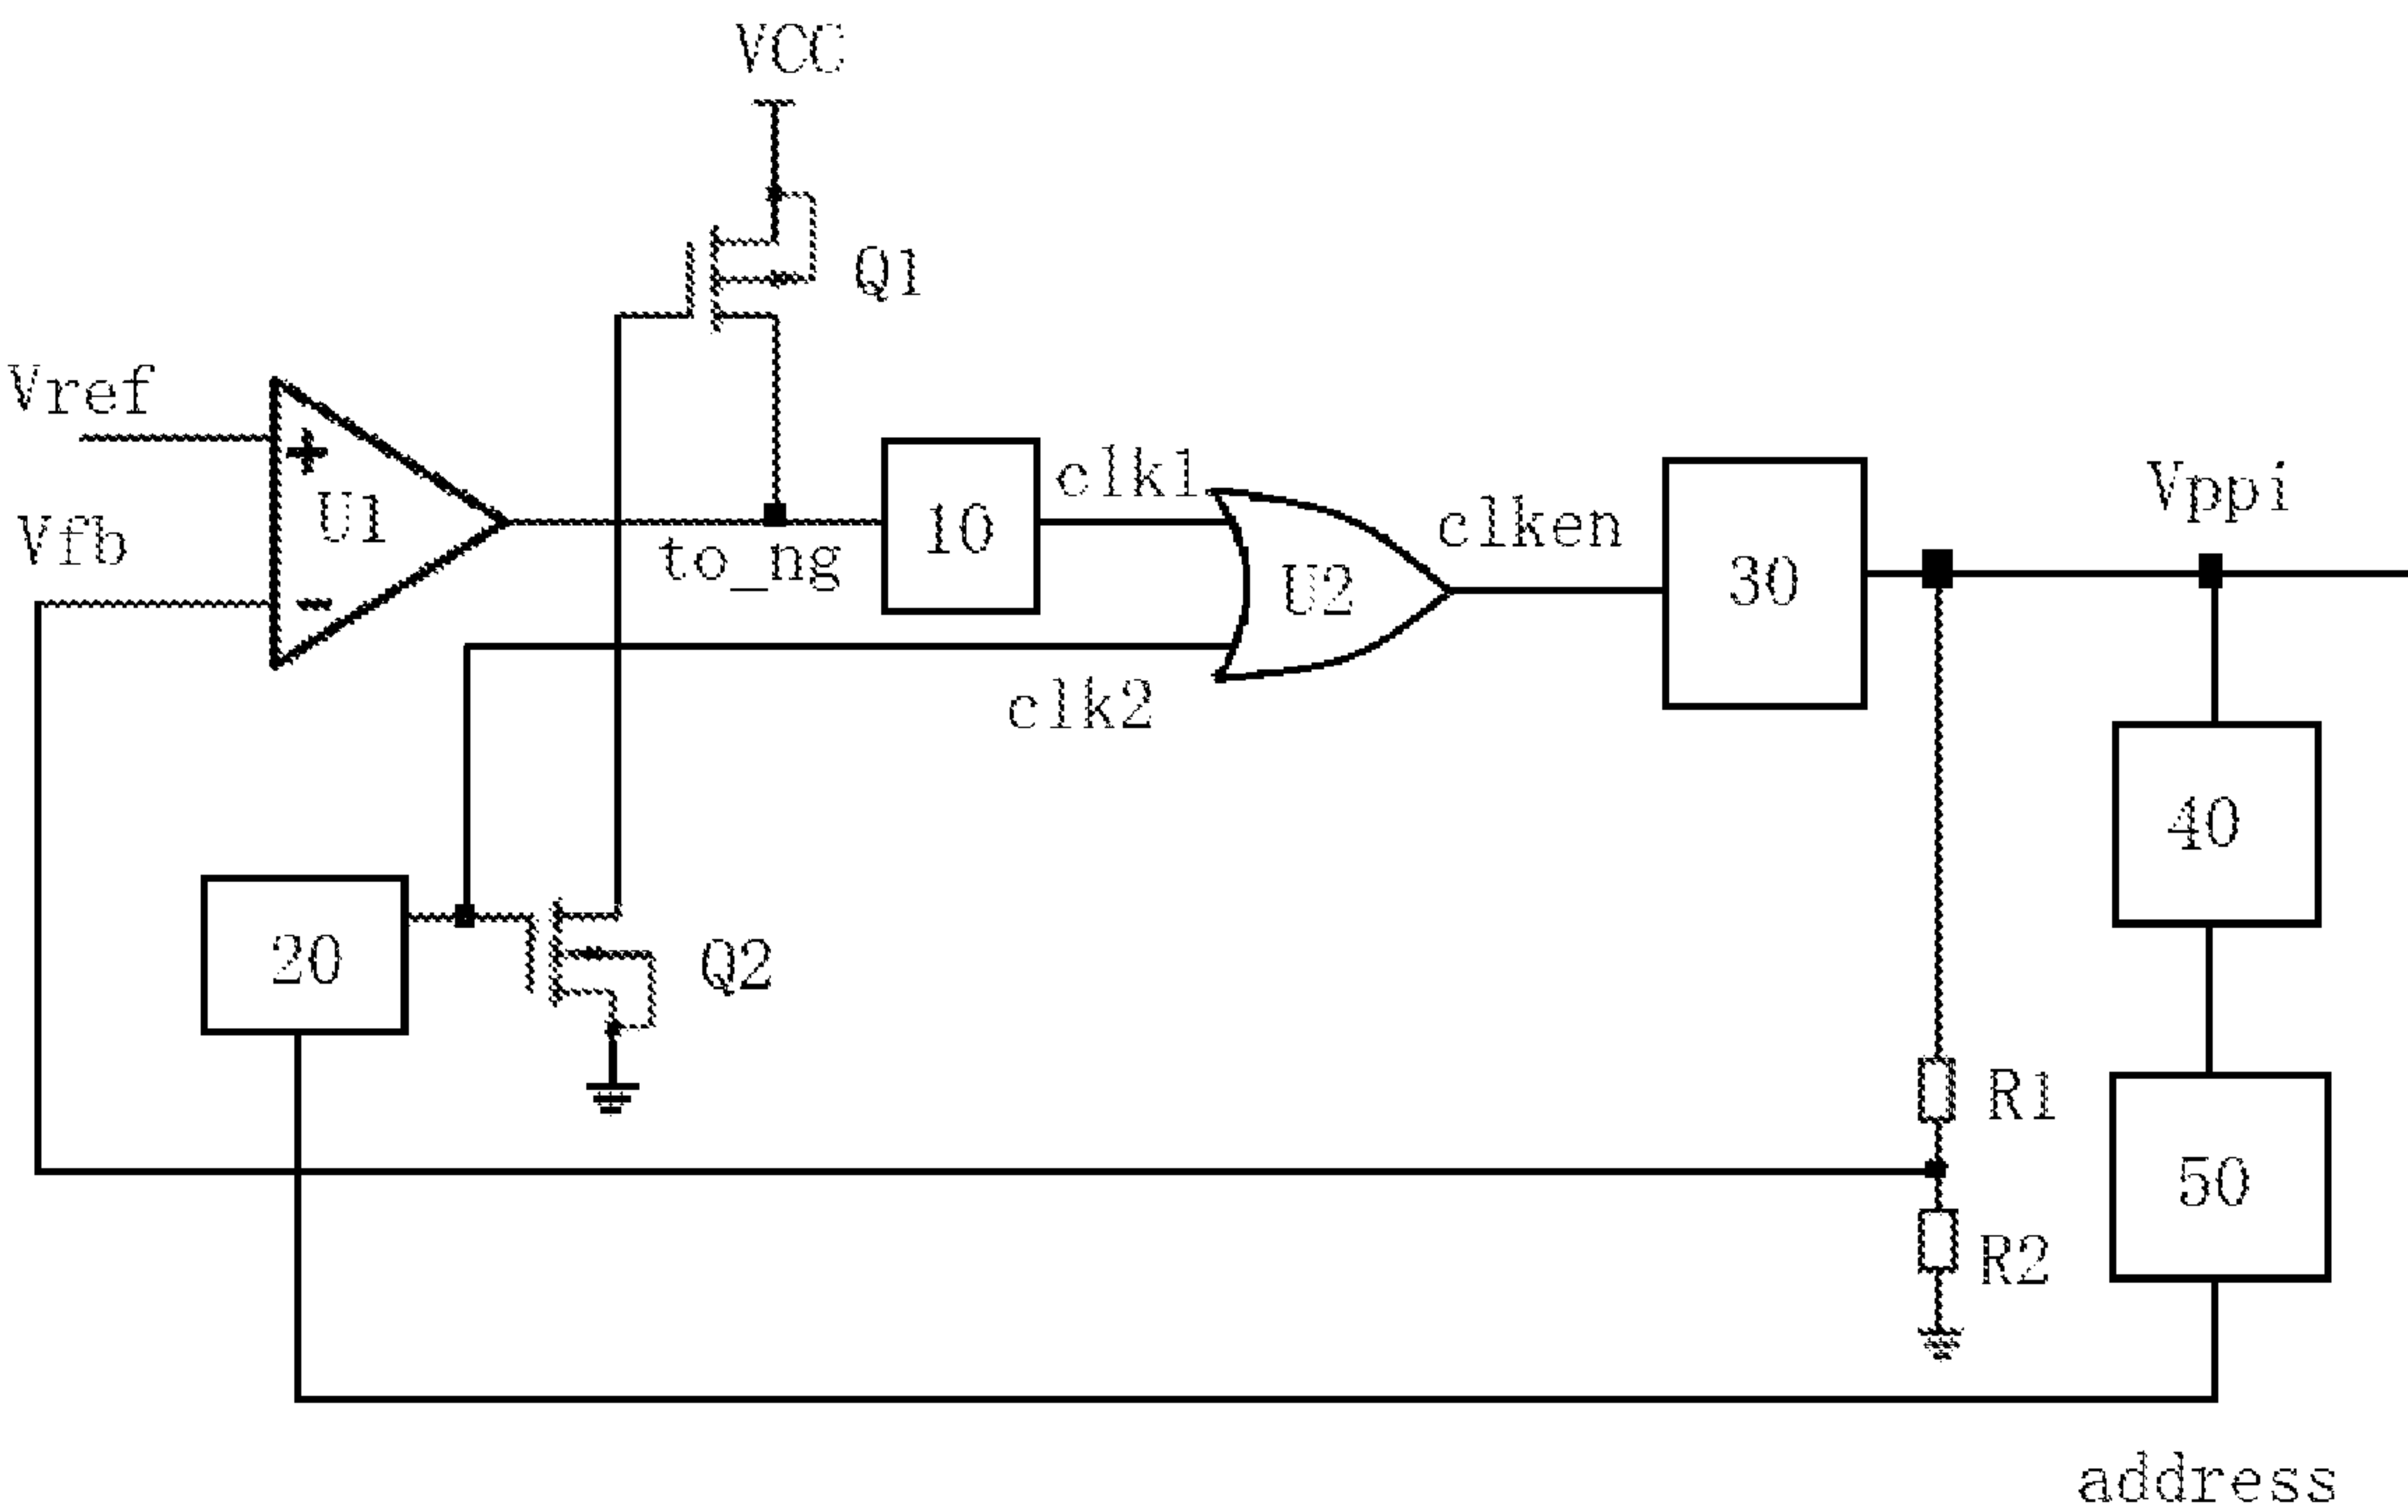 VCC
Q1
Vref
+
U1
clk1
Vppi
Vfb
to_ng
10
clken
-
U2
30
clk2
40
20
Q2
R1
50
R2
address